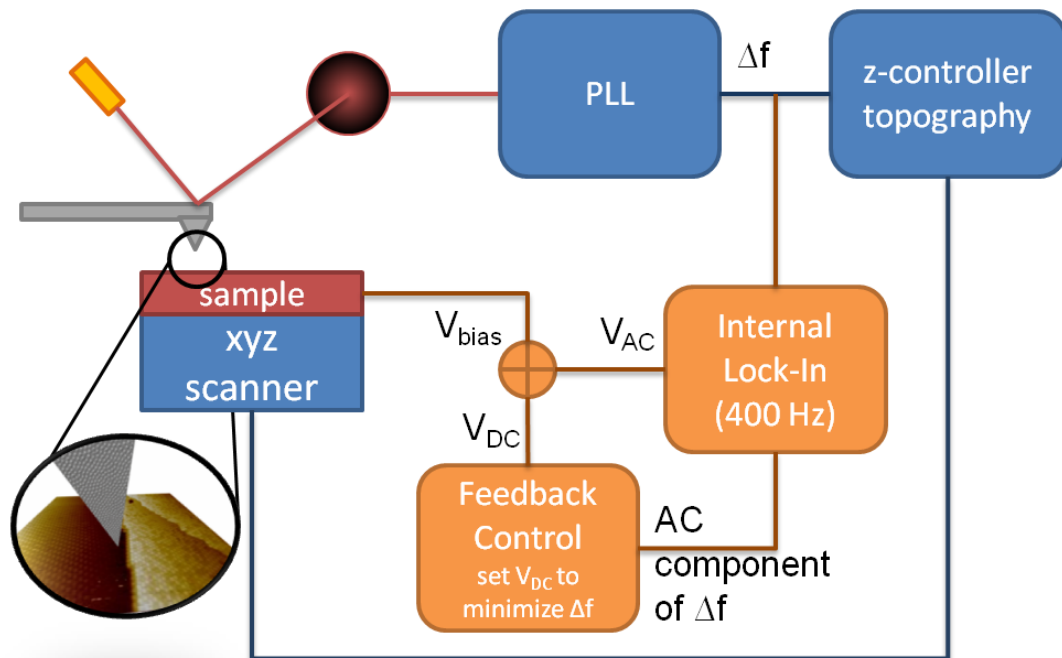 PLL
Δf
z-controller
topography
sample
xyz
scanner
V_bias
V_AC
Internal
Lock-In
(400 Hz)
V_DC
Feedback
Control
set V_DC to
minimize Δf
AC
component
of Δf